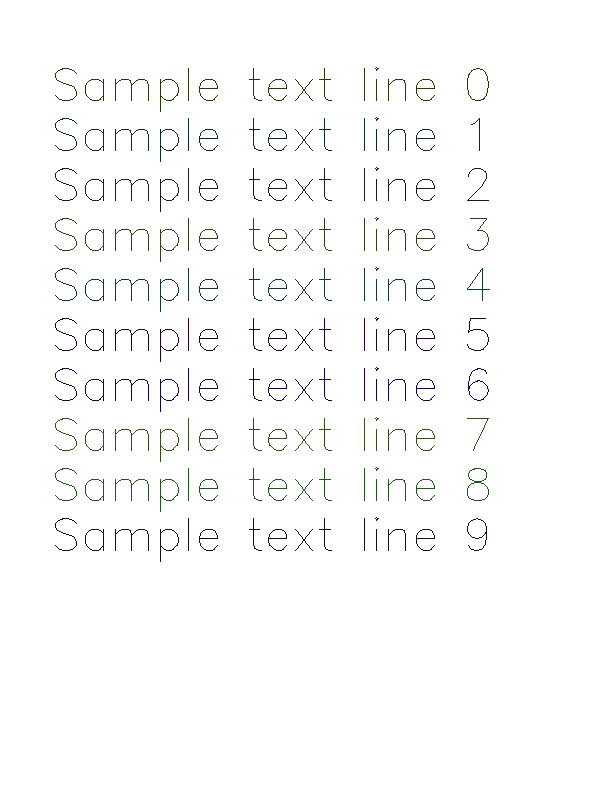 Sample text line 0
Sample text line 1
Sample text line 2
Sample text line 3
Sample text line 4
Sample text line 5
Sample text line 6
Sample text line 7
Sample text line 8
Sample text line 9